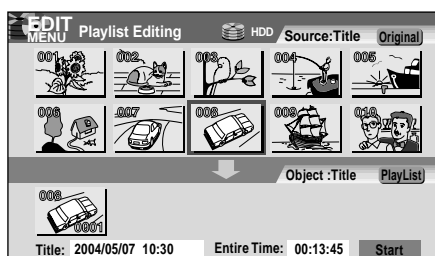 EDIT
MENU Playlist Editing HDD Source:Title Original
001 002 003 004 005
006 007 008 009 010
Object :Title PlayList
008
0001
Title: 2004/05/07 10:30 Entire Time: 00:13:45 Start